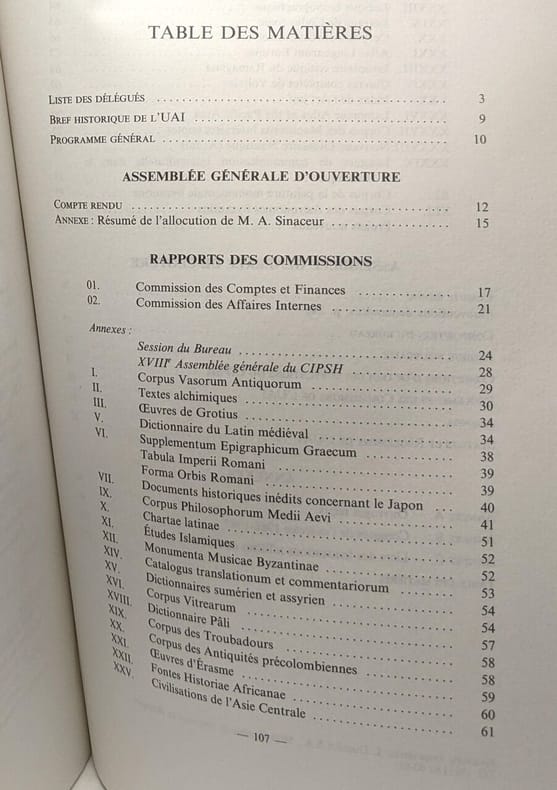 TABLE DES MATIÈRES
LISTE DES DÉLÉGUÉS ........ 3
BREF HISTORIQUE DE L'UAI ........ 9
PROGRAMME GÉNÉRAL ........ 10
ASSEMBLÉE GÉNÉRALE D'OUVERTURE
COMPTE RENDU ........ 12
ANNEXE : Résumé de l'allocution de M. A. Sinaceur ........ 15
RAPPORTS DES COMMISSIONS
01. Commission des Comptes et Finances ........ 17
02. Commission des Affaires Internes ........ 21
Annexes :
Session du Bureau ........ 24
XVIIIe Assemblée générale du CIPSH ........ 28
I. Corpus Vasorum Antiquorum ........ 29
II. Textes alchimiques ........ 30
III. Œuvres de Grotius ........ 34
V. Dictionnaire du Latin médiéval ........ 34
VI. Supplementum Epigraphicum Graecum ........ 38
Tabula Imperii Romani ........ 39
Forma Orbis Romani ........ 39
VII. Documents historiques inédits concernant le Japon ........ 40
IX. Corpus Philosophorum Medii Aevi ........ 41
X. Chartae latinae ........ 51
XI. Études Islamiques ........ 52
XII. Monumenta Musicae Byzantinae ........ 52
XIV. Catalogus translationum et commentariorum ........ 53
XV. Dictionnaires sumérien et assyrien ........ 54
XVI. Corpus Vitrearum ........ 54
XVIII. Dictionnaire Pâli ........ 57
XIX. Corpus des Troubadours ........ 58
XX. Corpus des Antiquités précolombiennes ........ 58
XXI. Œuvres d'Érasme ........ 59
XXII. Fontes Historiae Africanae ........ 60
XXV. Civilisations de l'Asie Centrale ........ 61
— 107 —